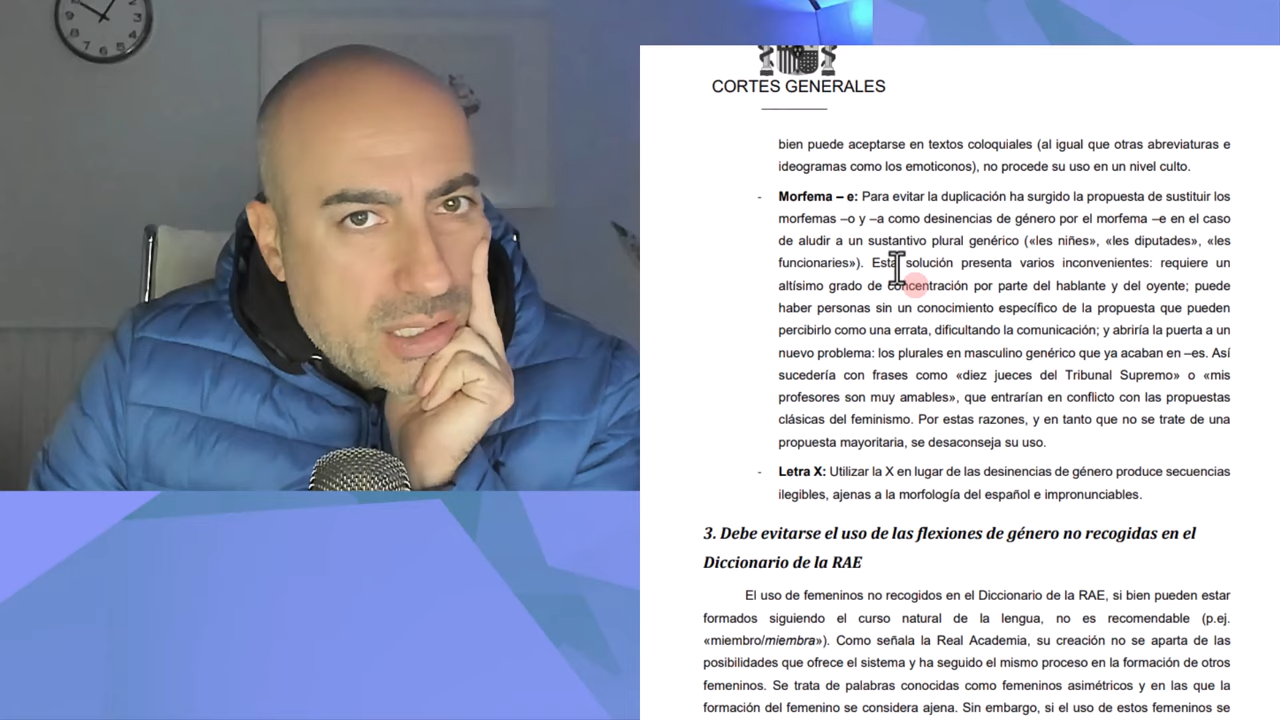 CORTES GENERALES
bien puede aceptarse en textos coloquiales (al igual que otras abreviaturas e
ideogramas como los emoticonos), no procede su uso en un nivel culto.
- Morfema – e: Para evitar la duplicación ha surgido la propuesta de sustituir los
morfemas –o y –a como desinencias de género por el morfema –e en el caso
de aludir a un sustantivo plural genérico («les niñes», «les diputades», «les
funcionaries»). Esta solución presenta varios inconvenientes: requiere un
altísimo grado de concentración por parte del hablante y del oyente; puede
haber personas sin un conocimiento específico de la propuesta que pueden
percibirlo como una errata, dificultando la comunicación; y abriría la puerta a un
nuevo problema: los plurales en masculino genérico que ya acaban en –es. Así
sucedería con frases como «diez jueces del Tribunal Supremo» o «mis
profesores son muy amables», que entrarían en conflicto con las propuestas
clásicas del feminismo. Por estas razones, y en tanto que no se trate de una
propuesta mayoritaria, se desaconseja su uso.
- Letra X: Utilizar la X en lugar de las desinencias de género produce secuencias
ilegibles, ajenas a la morfología del español e impronunciables.
3. Debe evitarse el uso de las flexiones de género no recogidas en el
Diccionario de la RAE
El uso de femeninos no recogidos en el Diccionario de la RAE, si bien pueden estar
formados siguiendo el curso natural de la lengua, no es recomendable (p.ej.
«miembro/miembra»). Como señala la Real Academia, su creación no se aparta de las
posibilidades que ofrece el sistema y ha seguido el mismo proceso en la formación de otros
femeninos. Se trata de palabras conocidas como femeninos asimétricos y en las que la
formación del femenino se considera ajena. Sin embargo, si el uso de estos femeninos se